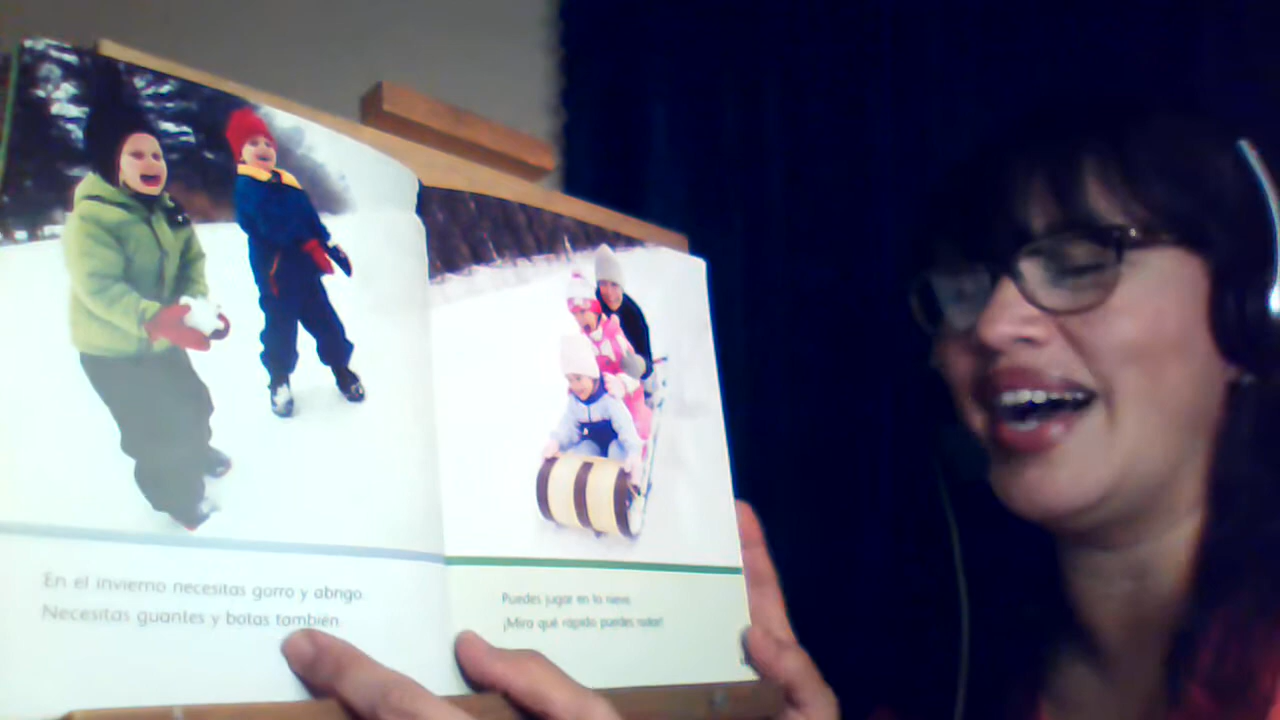 En el invierno necesitas gorro y abrigo.
Necesitas guantes y botas también.
Puedes jugar en la nieve.
¡Mira qué rápido puedes rodar!